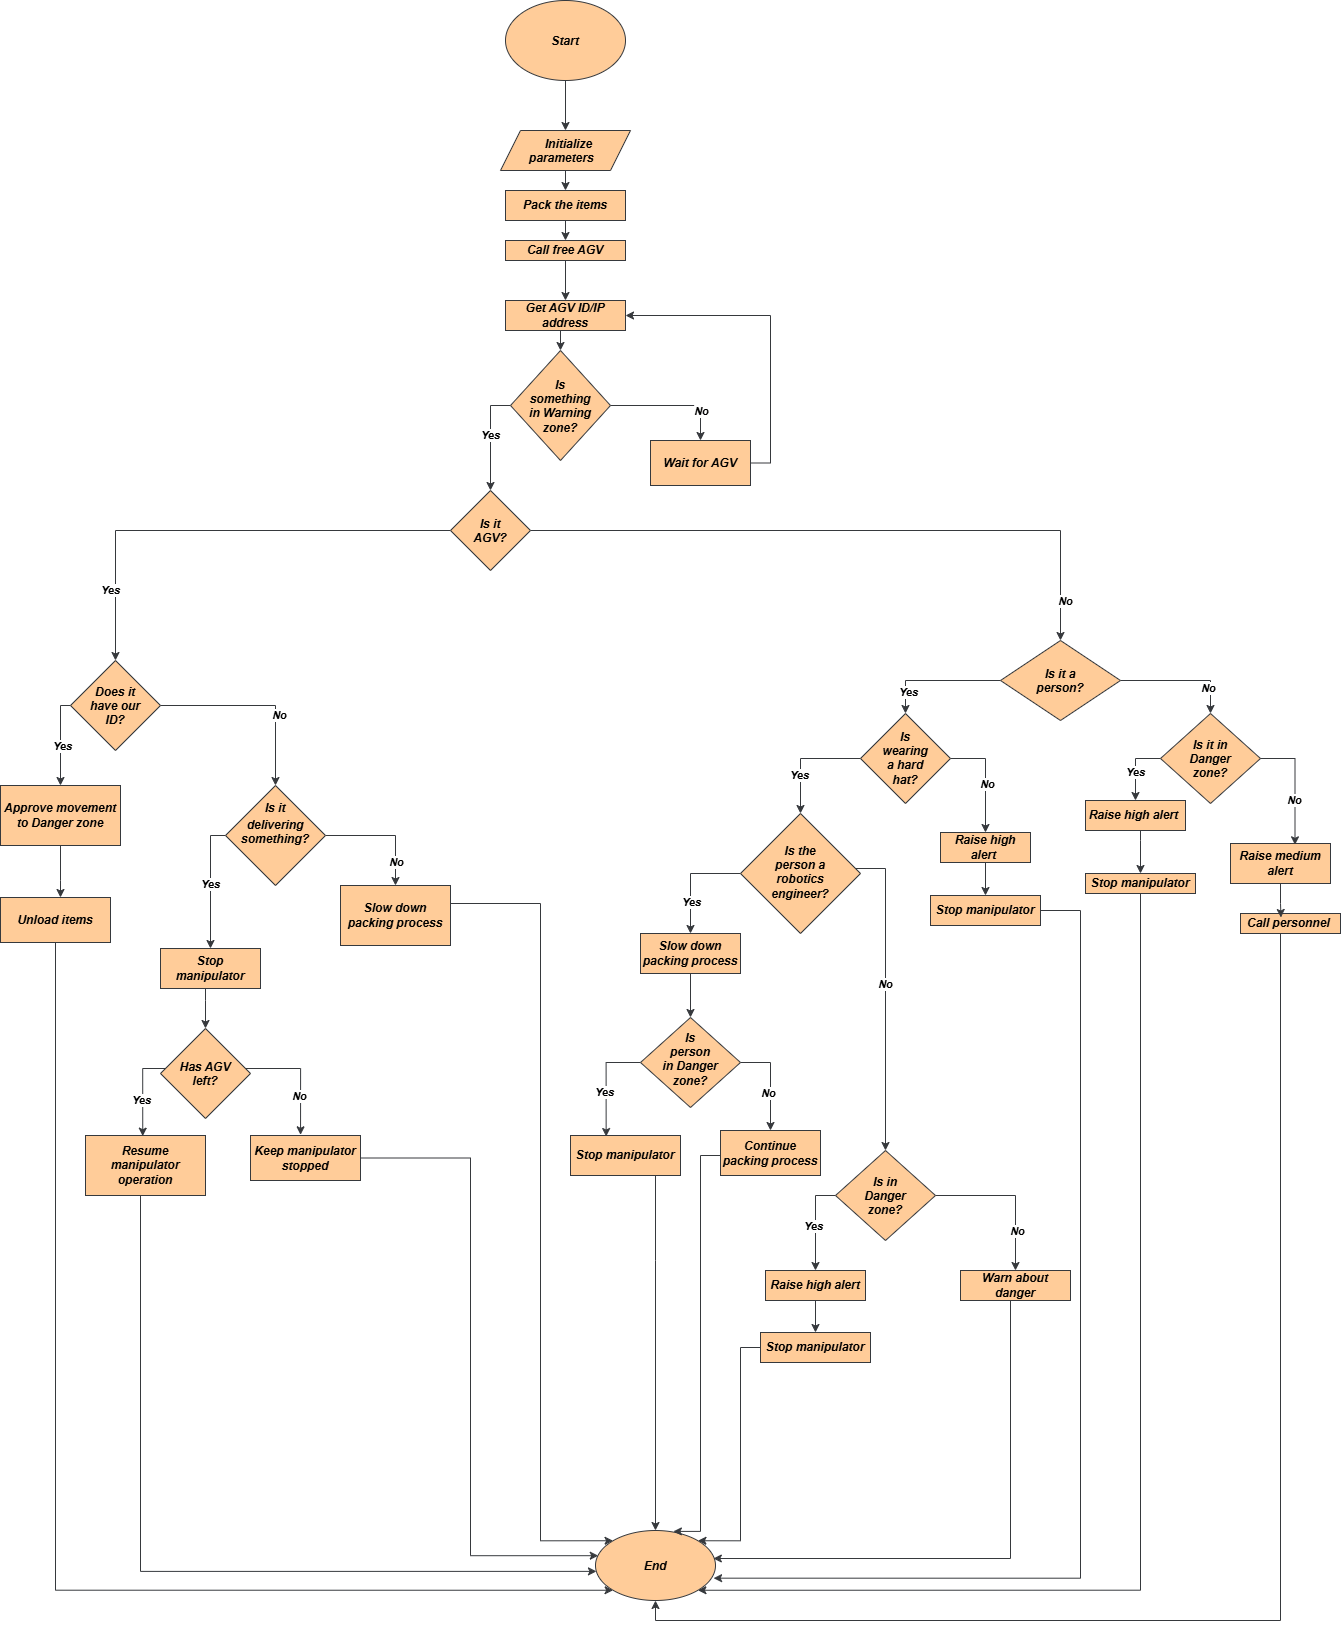 Start
Initialize
parameters
Pack the items
Call free AGV
Get AGV ID/IP
address
Is
something
in Warning
zone?
No
Yes
Wait for AGV
Is it
AGV?
Yes
No
Is it a
person?
Does it
have our
ID?
Yes
No
No
Yes
Is
wearing
a hard
hat?
Is it in
Danger
zone?
Yes
Yes
No
Yes
No
Approve movement
to Danger zone
Is it
delivering
something?
Raise high alert
Is the
person a
robotics
engineer?
Raise high
alert
Raise medium
alert
No
Yes
Stop manipulator
Slow down
packing process
Yes
Stop manipulator
Unload items
Call personnel
Slow down
packing process
Stop
manipulator
No
Is
person
in Danger
zone?
Has AGV
left?
Yes
No
Yes
No
Resume
manipulator
operation
Keep manipulator
stopped
Stop manipulator
Continue
packing process
Is in
Danger
zone?
Yes
No
Raise high alert
Warn about
danger
Stop manipulator
End